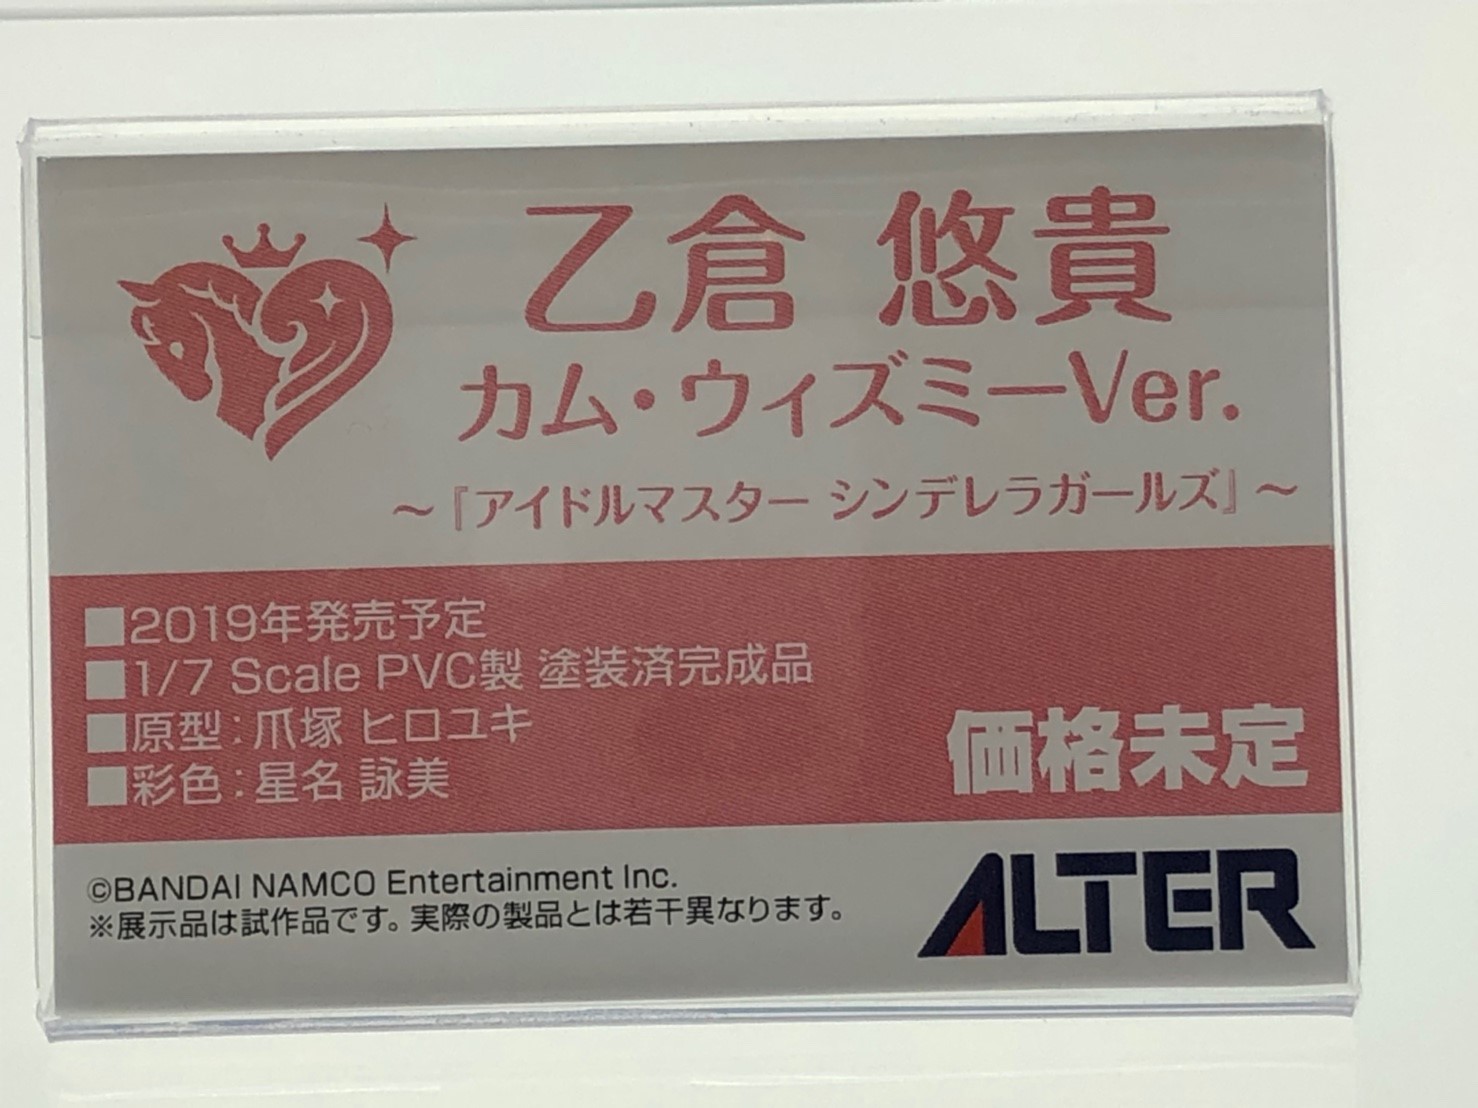 乙倉 悠貴
カム・ウィズミーVer.
～『アイドルマスター シンデレラガールズ』～
■2019年発売予定
■1/7 Scale PVC製 塗装済完成品
■原型：爪塚 ヒロユキ
■彩色：星名 詠美
価格未定
©BANDAI NAMCO Entertainment Inc.
※展示品は試作品です。実際の製品とは若干異なります。
ALTER